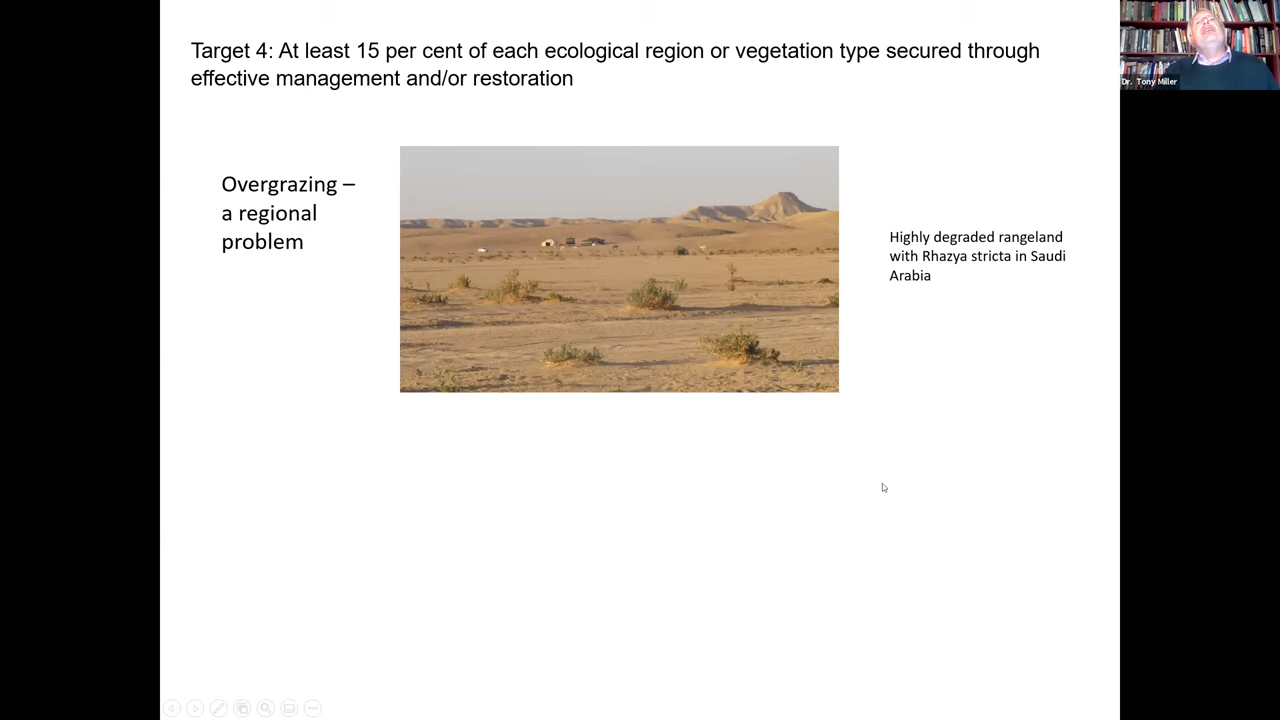 Target 4: At least 15 per cent of each ecological region or vegetation type secured through
effective management and/or restoration
Dr. Tony Miller
Overgrazing –
a regional
problem
Highly degraded rangeland
with Rhazya stricta in Saudi
Arabia